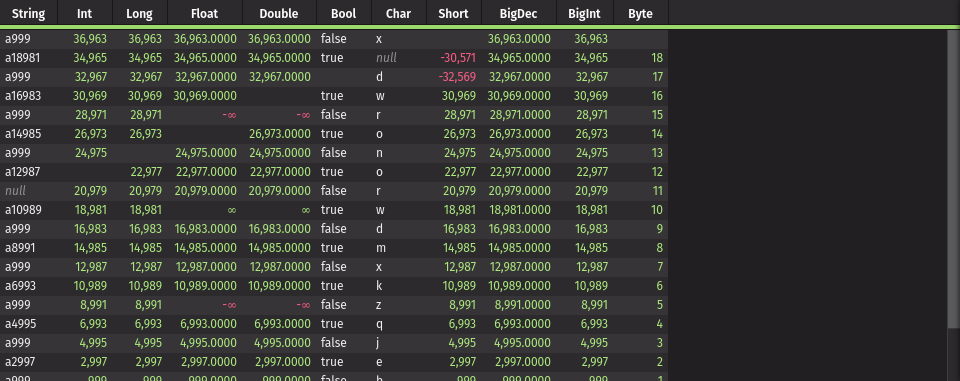 String Int Long Float Double Bool Char Short BigDec BigInt Byte
a999 36,963 36,963 36,963.0000 36,963.0000 false x 36,963.0000 36,963
a18981 34,965 34,965 34,965.0000 34,965.0000 true null -30,571 34,965.0000 34,965 18
a999 32,967 32,967 32,967.0000 32,967.0000 d -32,569 32,967.0000 32,967 17
a16983 30,969 30,969 30,969.0000 true w 30,969 30,969.0000 30,969 16
a999 28,971 28,971 -∞ -∞ false r 28,971 28,971.0000 28,971 15
a14985 26,973 26,973 26,973.0000 true o 26,973 26,973.0000 26,973 14
a999 24,975 24,975.0000 24,975.0000 false n 24,975 24,975.0000 24,975 13
a12987 22,977 22,977.0000 22,977.0000 true o 22,977 22,977.0000 22,977 12
null 20,979 20,979 20,979.0000 20,979.0000 false r 20,979 20,979.0000 20,979 11
a10989 18,981 18,981 ∞ ∞ true w 18,981 18,981.0000 18,981 10
a999 16,983 16,983 16,983.0000 16,983.0000 false d 16,983 16,983.0000 16,983 9
a8991 14,985 14,985 14,985.0000 14,985.0000 true m 14,985 14,985.0000 14,985 8
a999 12,987 12,987 12,987.0000 12,987.0000 false x 12,987 12,987.0000 12,987 7
a6993 10,989 10,989 10,989.0000 10,989.0000 true k 10,989 10,989.0000 10,989 6
a999 8,991 8,991 -∞ -∞ false z 8,991 8,991.0000 8,991 5
a4995 6,993 6,993 6,993.0000 6,993.0000 true q 6,993 6,993.0000 6,993 4
a999 4,995 4,995 4,995.0000 4,995.0000 false j 4,995 4,995.0000 4,995 3
a2997 2,997 2,997 2,997.0000 2,997.0000 true e 2,997 2,997.0000 2,997 2